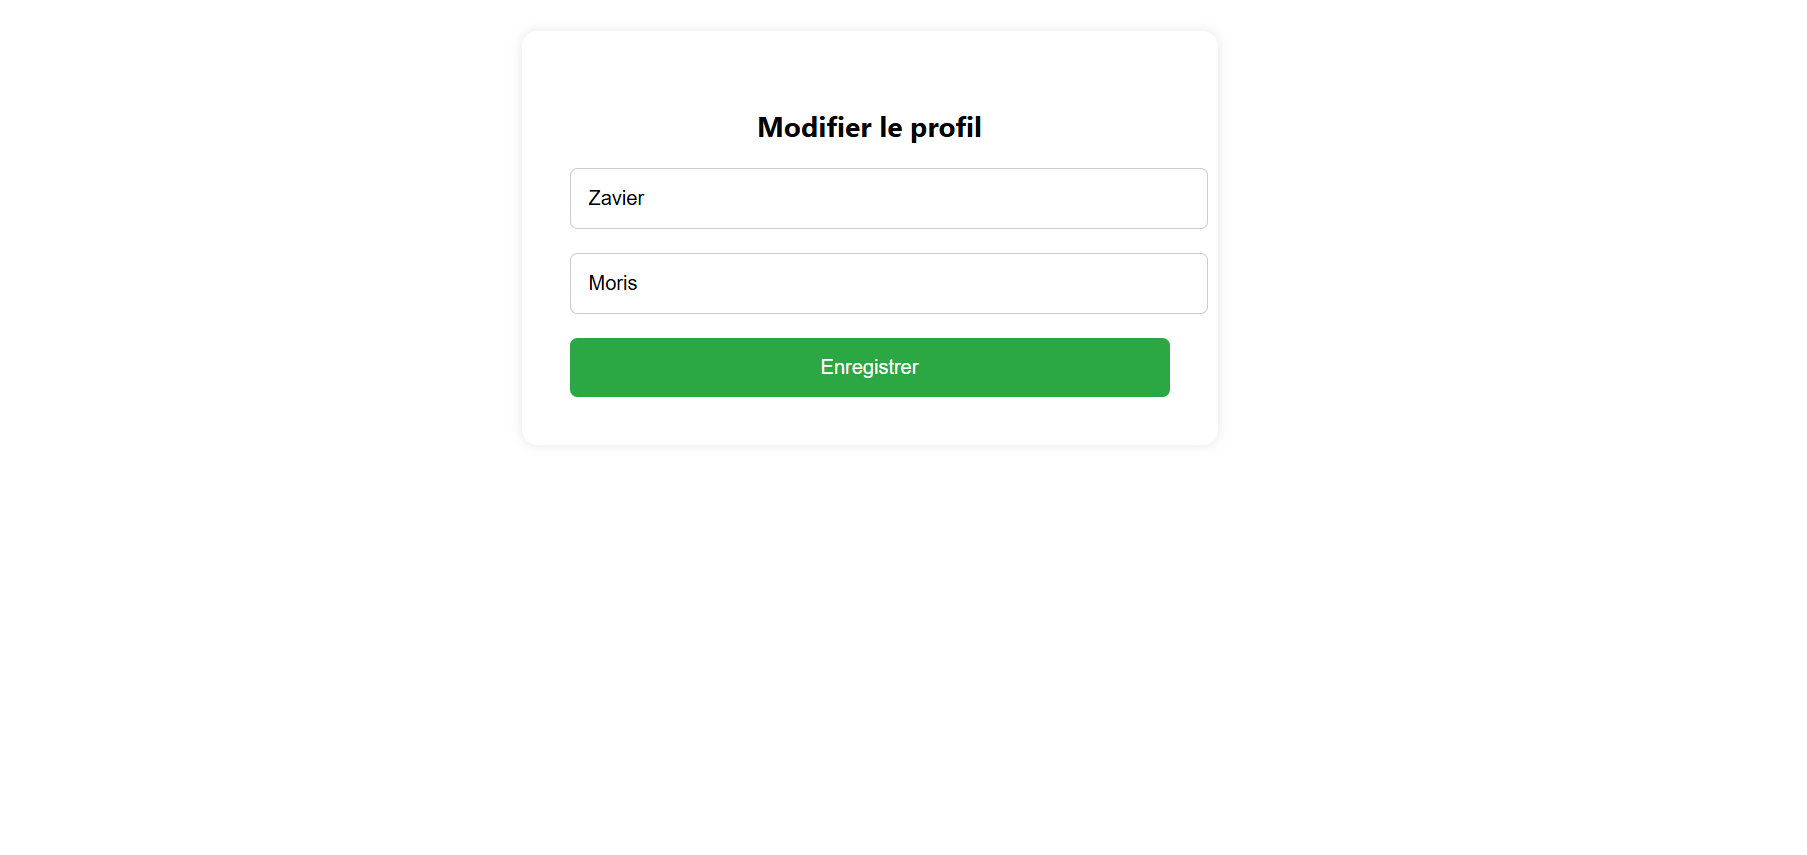 Modifier le profil
Zavier
Moris
Enregistrer